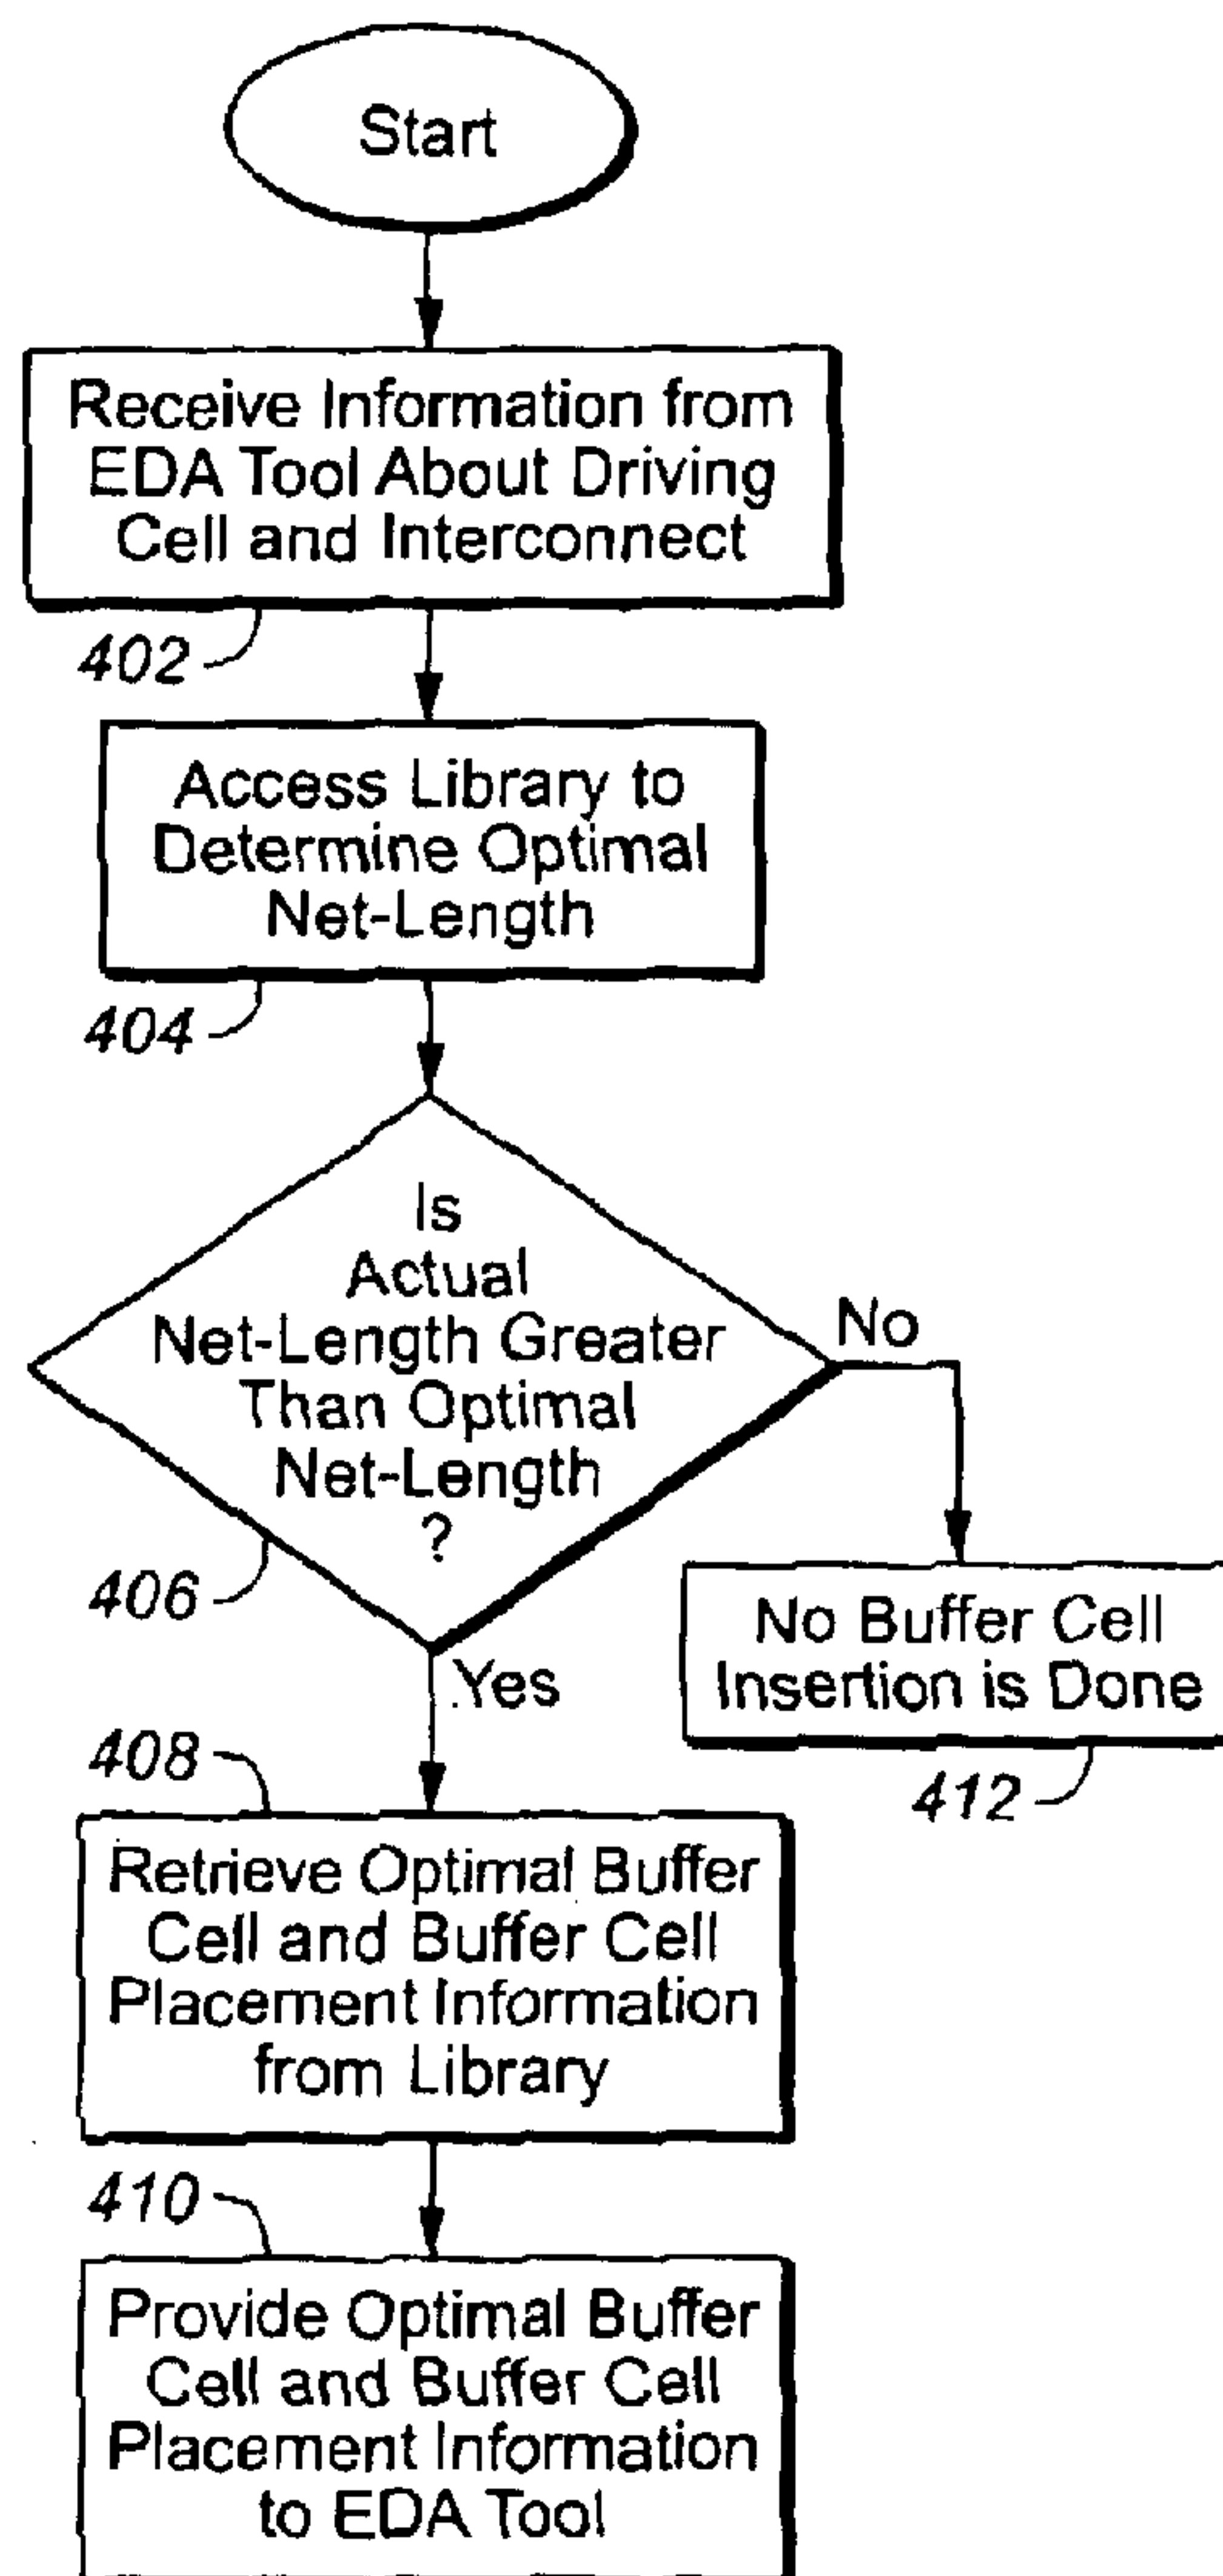 Start
Receive Information from
EDA Tool About Driving
Cell and Interconnect
402
Access Library to
Determine Optimal
Net-Length
404
Is
Actual
Net-Length Greater
Than Optimal
Net-Length
?
No
406
Yes
No Buffer Cell
Insertion is Done
412
408
Retrieve Optimal Buffer
Cell and Buffer Cell
Placement Information
from Library
410
Provide Optimal Buffer
Cell and Buffer Cell
Placement Information
to EDA Tool